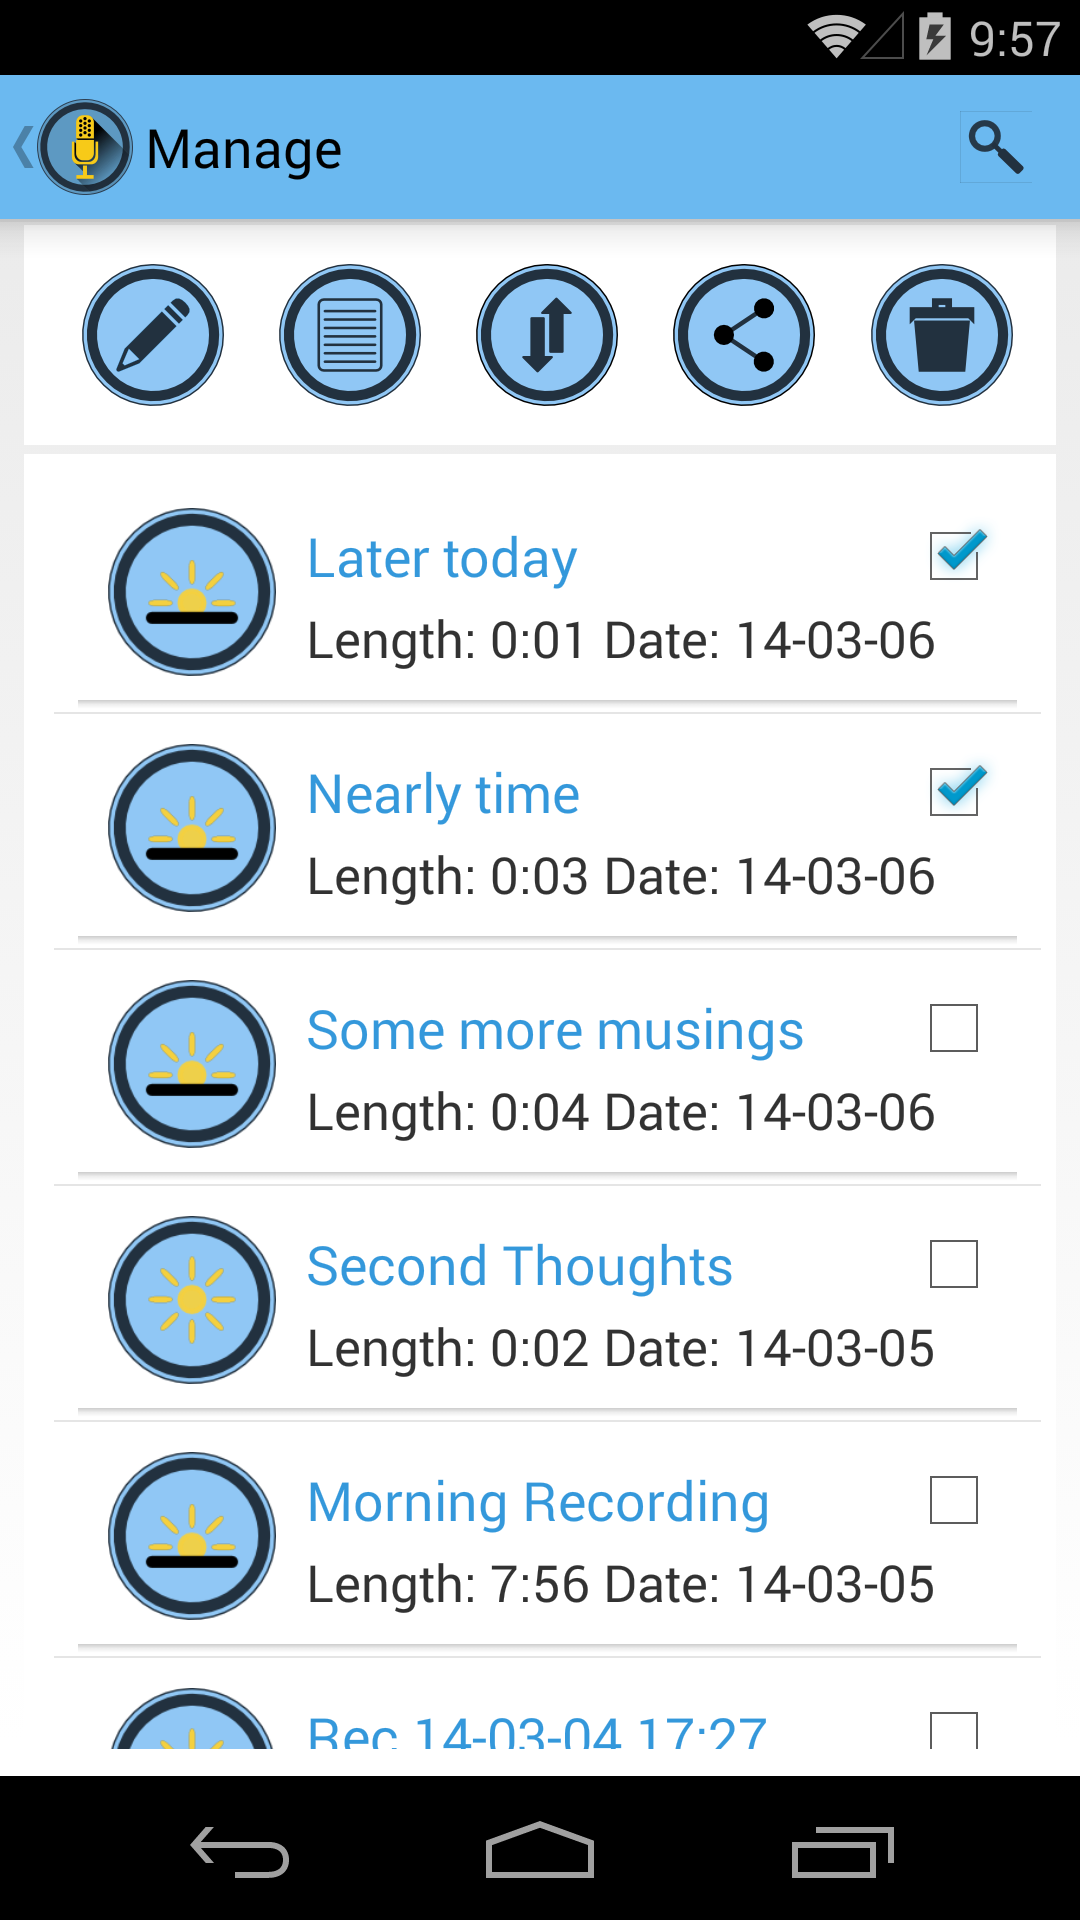 9:57
Manage
Later today
Length: 0:01 Date: 14-03-06
Nearly time
Length: 0:03 Date: 14-03-06
Some more musings
Length: 0:04 Date: 14-03-06
Second Thoughts
Length: 0:02 Date: 14-03-05
Morning Recording
Length: 7:56 Date: 14-03-05
Rec 14-03-04 17:27